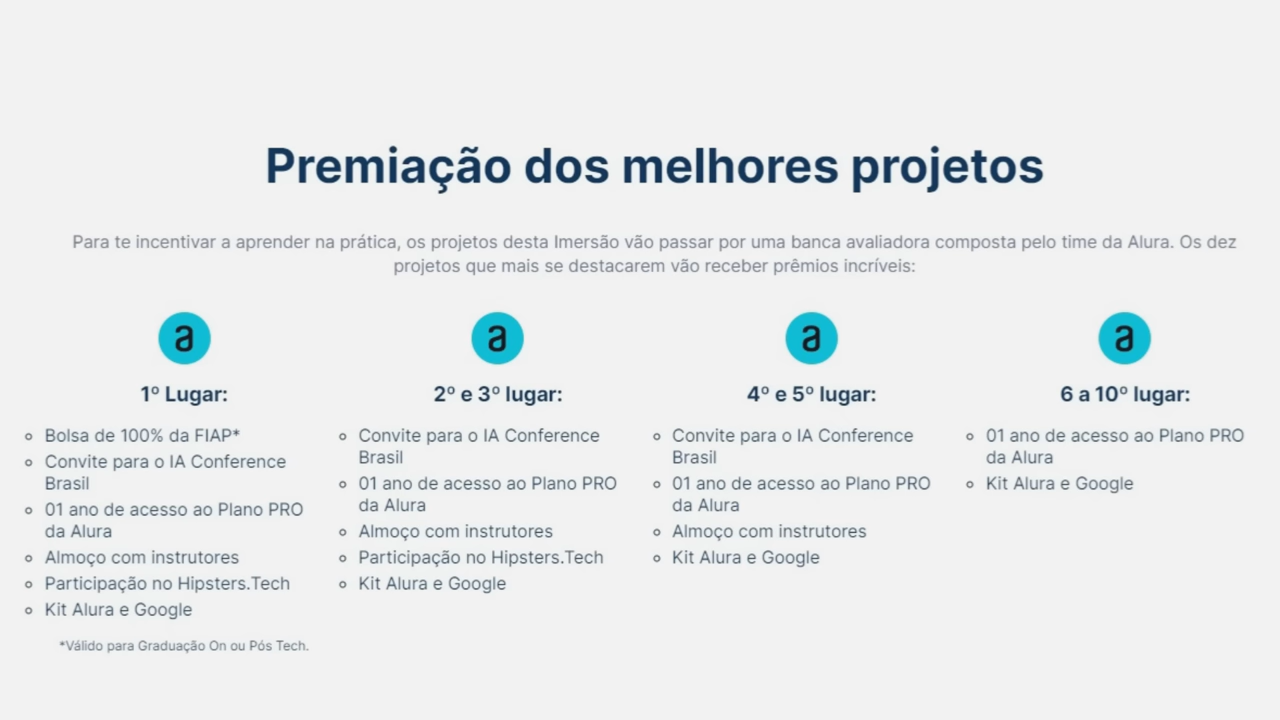 Premiação dos melhores projetos
Para te incentivar a aprender na prática, os projetos desta Imersão vão passar por uma banca avaliadora composta pelo time da Alura. Os dez
projetos que mais se destacarem vão receber prêmios incríveis:
a
1º Lugar:
Bolsa de 100% da FIAP*
Convite para o IA Conference
Brasil
01 ano de acesso ao Plano PRO
da Alura
Almoço com instrutores
Participação no Hipsters.Tech
Kit Alura e Google
*Válido para Graduação On ou Pós Tech.
a
2º e 3º lugar:
Convite para o IA Conference
Brasil
01 ano de acesso ao Plano PRO
da Alura
Almoço com instrutores
Participação no Hipsters.Tech
Kit Alura e Google
a
4º e 5º lugar:
Convite para o IA Conference
Brasil
01 ano de acesso ao Plano PRO
da Alura
Almoço com instrutores
Kit Alura e Google
a
6 a 10º lugar:
01 ano de acesso ao Plano PRO
da Alura
Kit Alura e Google